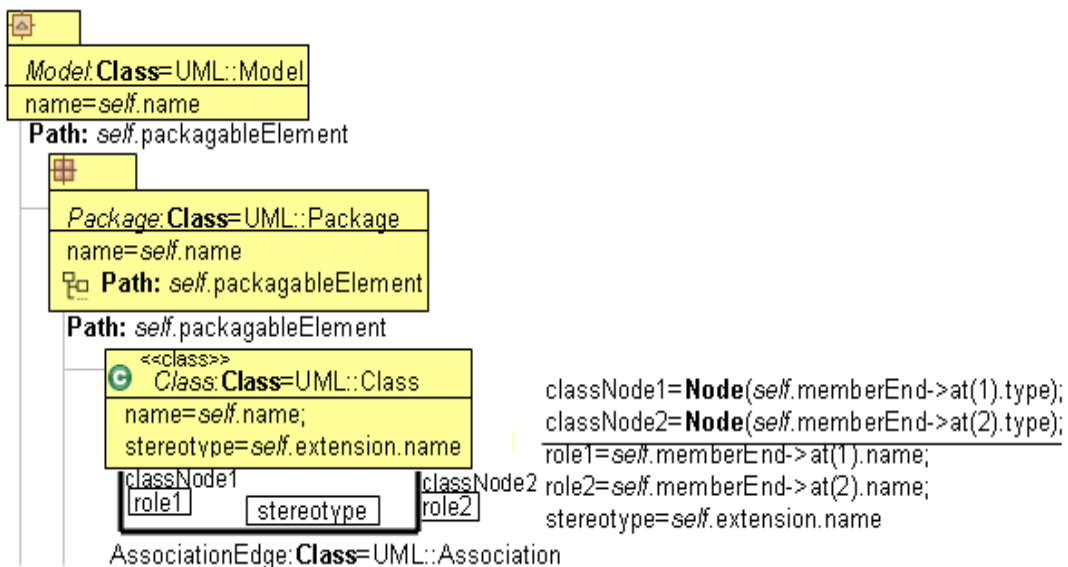 Model:Class=UML::Model
name=self.name
Path: self.packagableElement
Package:Class=UML::Package
name=self.name
Path: self.packagableElement
Path: self.packagableElement
<<class>>
C
Class:Class=UML::Class
name=self.name;
stereotype=self.extension.name
classNode1
role1
stereotype
classNode2
role2
AssociationEdge:Class=UML::Association
classNode1=Node(self.memberEnd->at(1).type);
classNode2=Node(self.memberEnd->at(2).type);
role1=self.memberEnd->at(1).name;
role2=self.memberEnd->at(2).name;
stereotype=self.extension.name